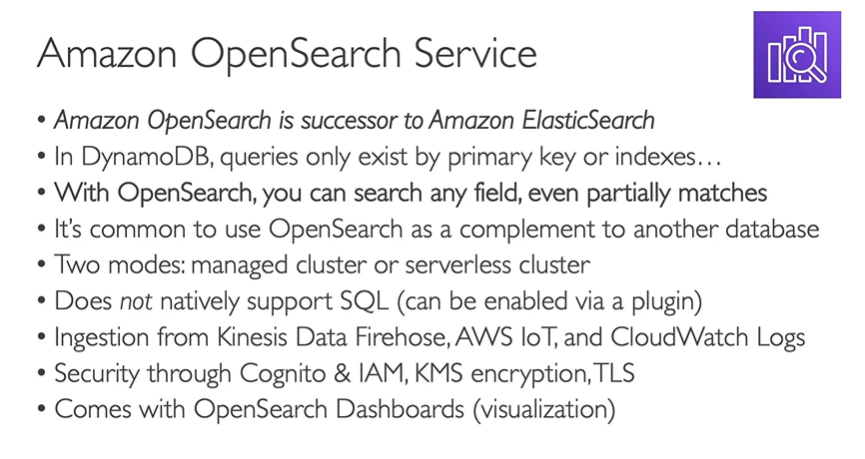 Amazon OpenSearch Service
• Amazon OpenSearch is successor to Amazon ElasticSearch
• In DynamoDB, queries only exist by primary key or indexes…
• With OpenSearch, you can search any field, even partially matches
• It's common to use OpenSearch as a complement to another database
• Two modes: managed cluster or serverless cluster
• Does not natively support SQL (can be enabled via a plugin)
• Ingestion from Kinesis Data Firehose, AWS IoT, and CloudWatch Logs
• Security through Cognito & IAM, KMS encryption, TLS
• Comes with OpenSearch Dashboards (visualization)